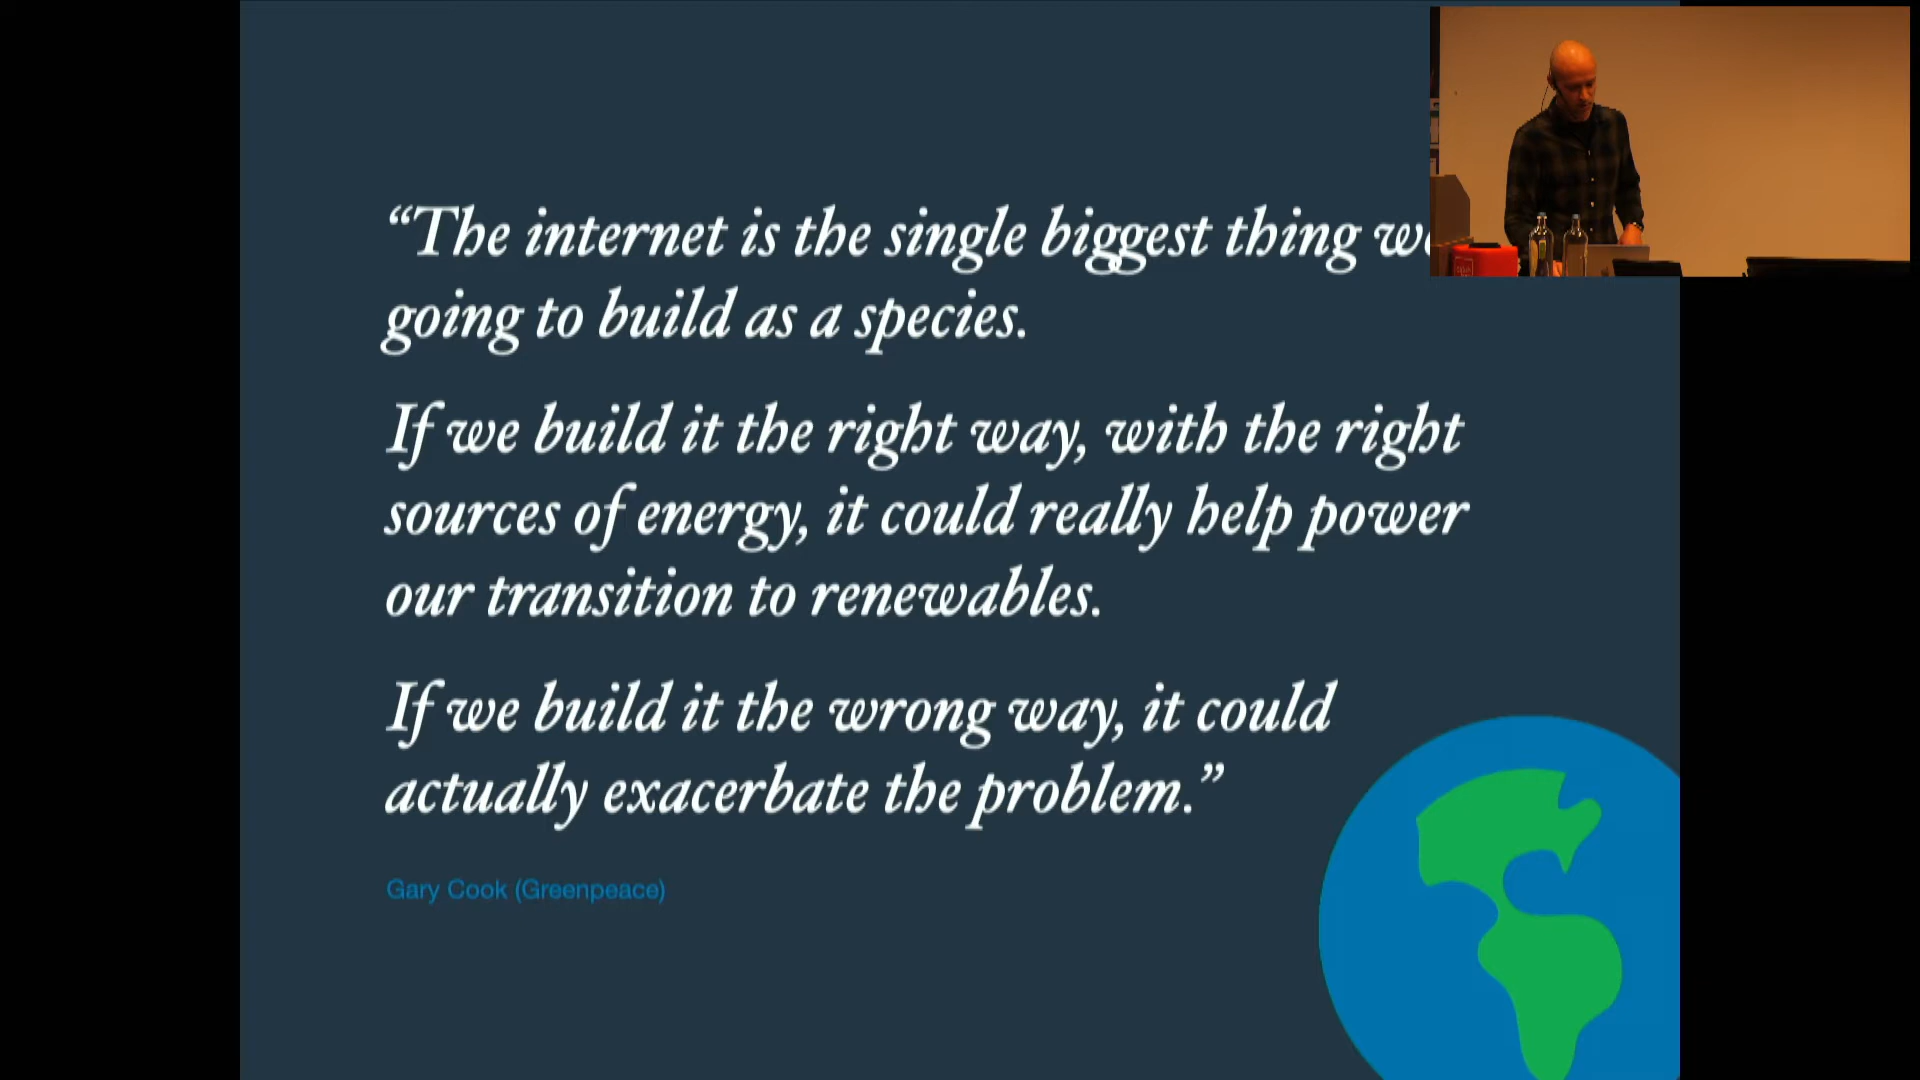 “The internet is the single biggest thing
going to build as a species.
If we build it the right way, with the right
sources of energy, it could really help power
our transition to renewables.
If we build it the wrong way, it could
actually exacerbate the problem.”
Gary Cook (Greenpeace)